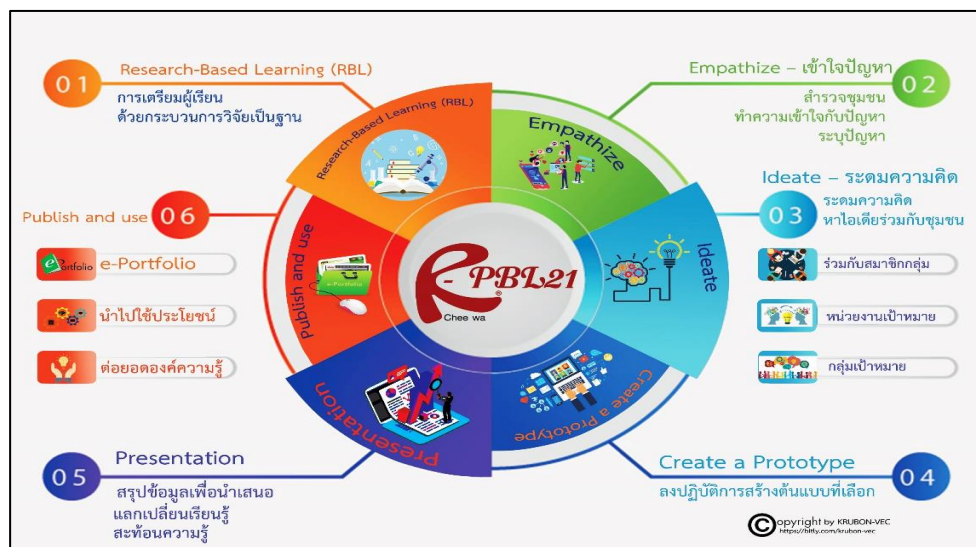 01
Research-Based Learning (RBL)
การเตรียมผู้เรียน
ด้วยกระบวนการวิจัยเป็นฐาน
Empathize – เข้าใจปัญหา
02
สำรวจชุมชน
ทำความเข้าใจกับปัญหา
ระบุปัญหา
Ideate – ระดมความคิด
03
ระดมความคิด
หาไอเดียร่วมกับชุมชน
ร่วมกับสมาชิกกลุ่ม
หน่วยงานเป้าหมาย
กลุ่มเป้าหมาย
Create a Prototype
04
ลงปฏิบัติการสร้างต้นแบบที่เลือก
05
Presentation
สรุปข้อมูลเพื่อนำเสนอ
แลกเปลี่ยนเรียนรู้
สะท้อนความรู้
Publish and use
06
e-Portfolio
e-Portfolio
นำไปใช้ประโยชน์
ต่อยอดองค์ความรู้
Research-Based Learning (RBL)
Empathize
Ideate
Create a Prototype
Presentation
Publish and use
e-Portfolio
R-PBL21
®
Chee wa
Copyright by KRUBON-VEC
https://bitly.com/krubon-vec